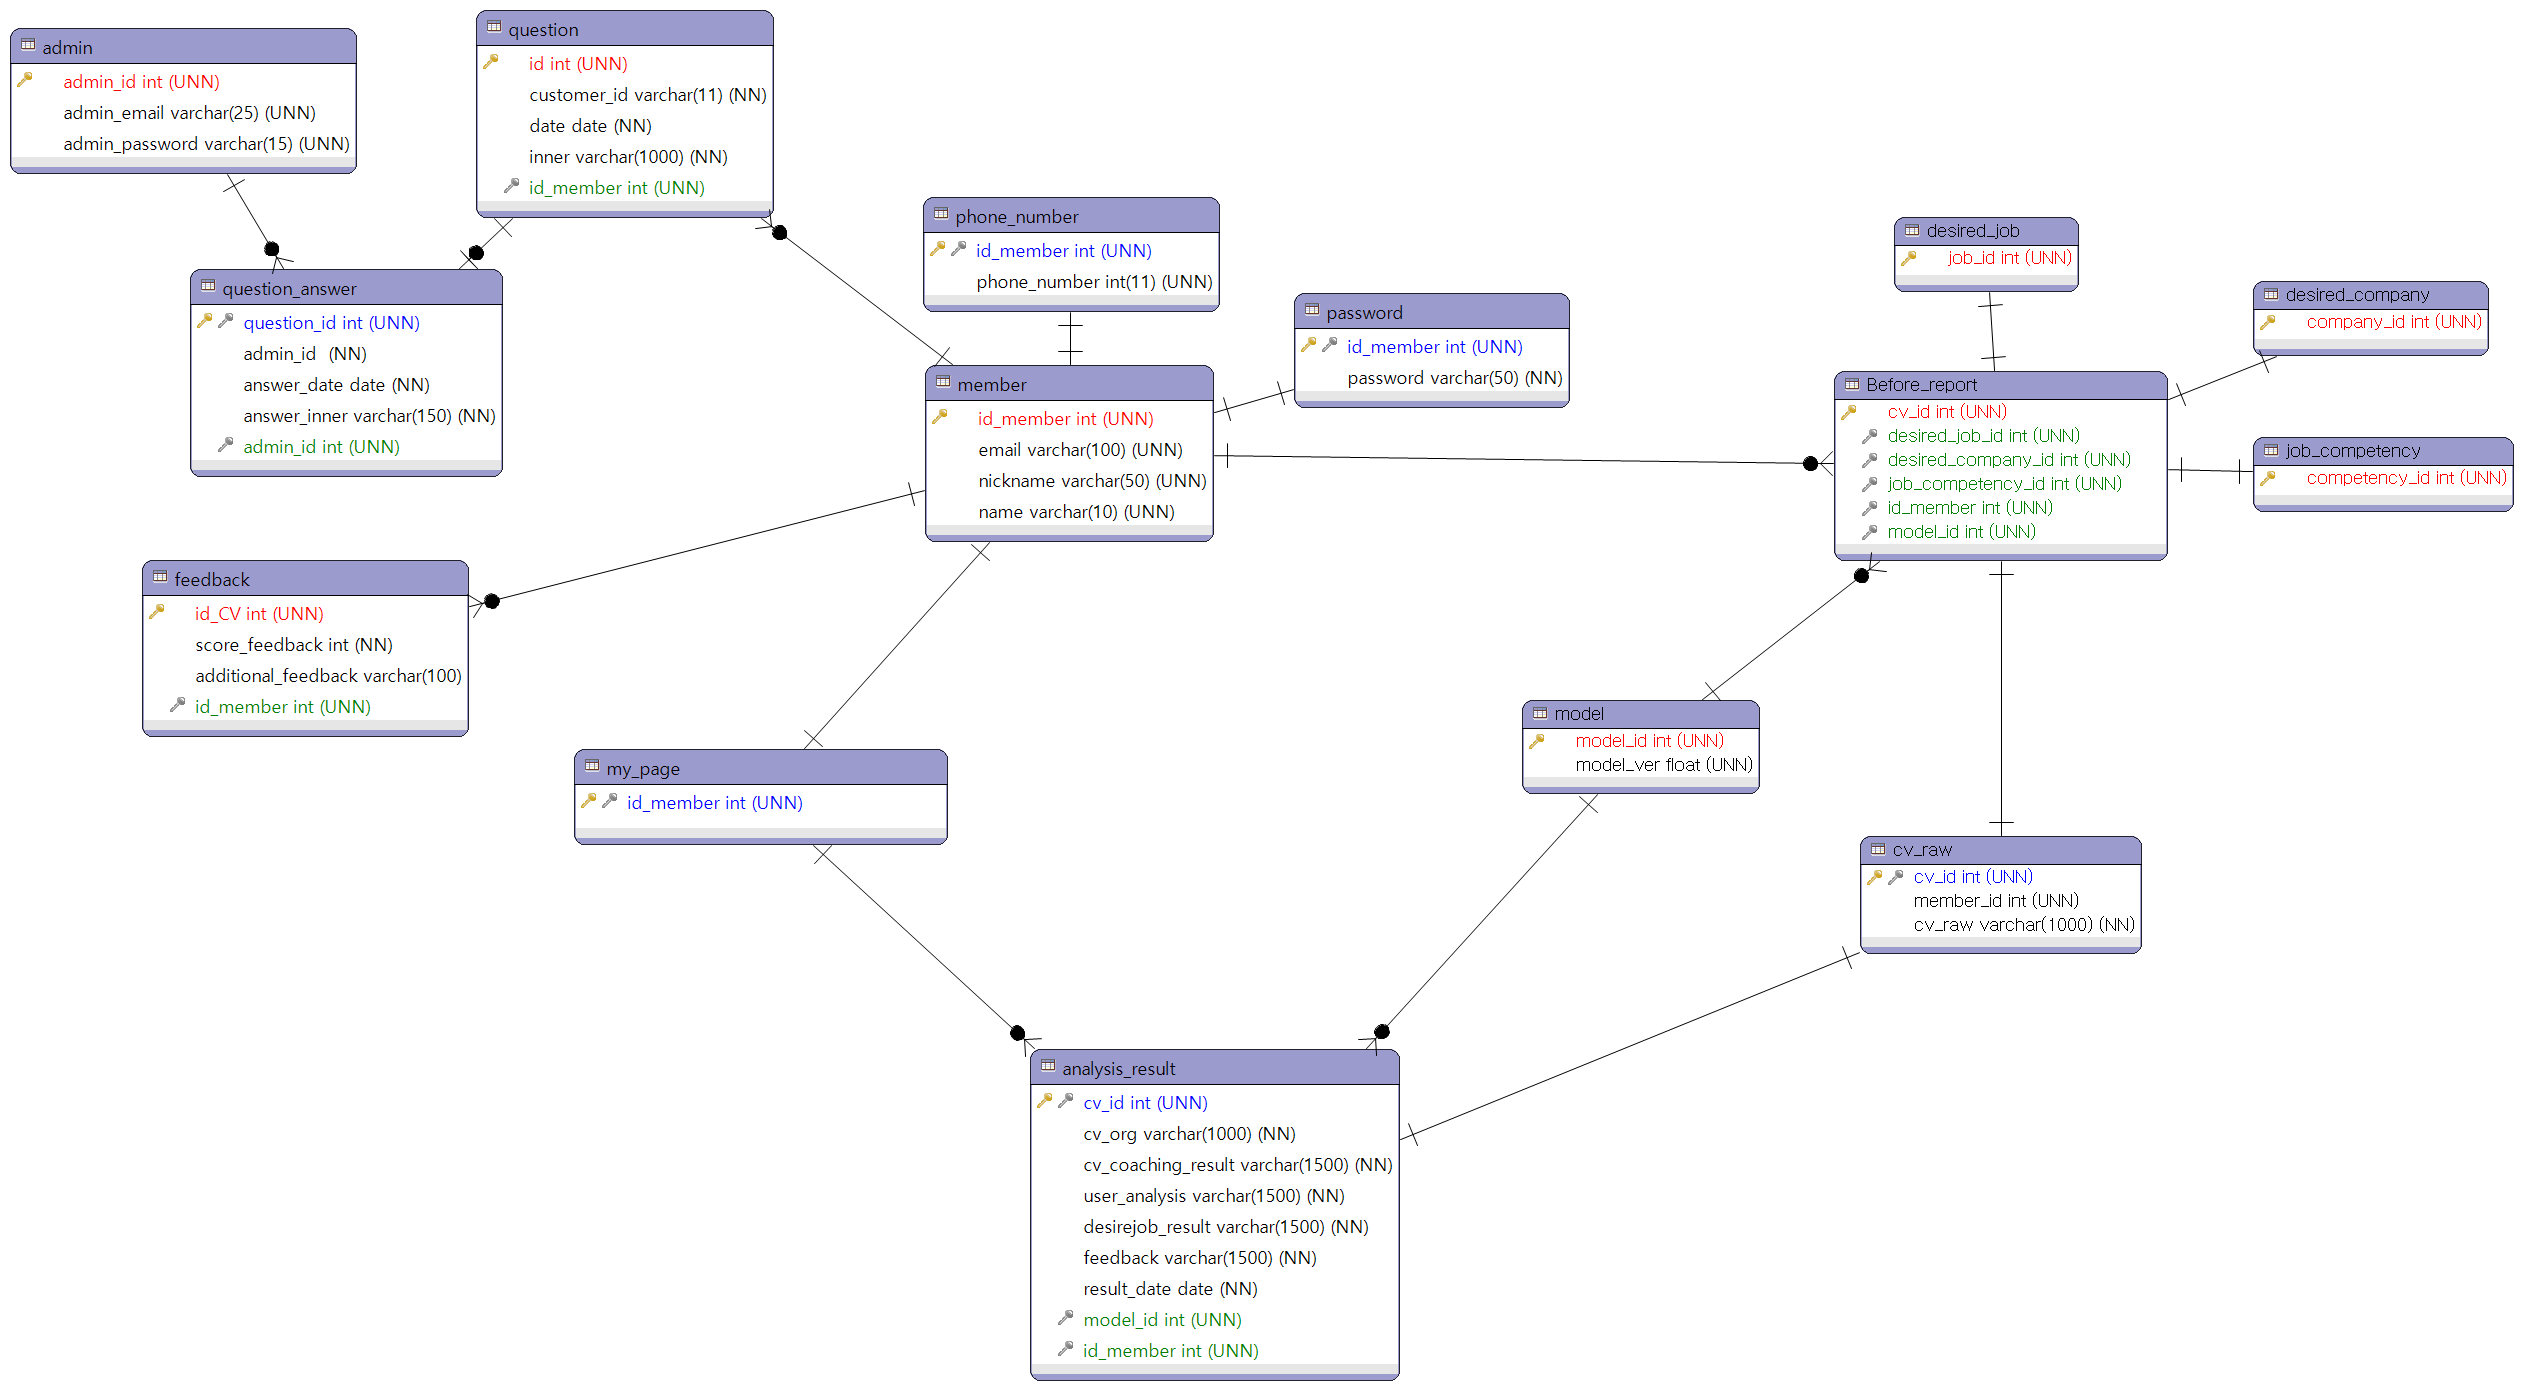 admin
admin_id int (UNN)
admin_email varchar(25) (UNN)
admin_password varchar(15) (UNN)
question
id int (UNN)
customer_id varchar(11) (NN)
date date (NN)
inner varchar(1000) (NN)
id_member int (UNN)
question_answer
question_id int (UNN)
admin_id  (NN)
answer_date date (NN)
answer_inner varchar(150) (NN)
admin_id int (UNN)
phone_number
id_member int (UNN)
phone_number int(11) (UNN)
password
id_member int (UNN)
password varchar(50) (NN)
member
id_member int (UNN)
email varchar(100) (UNN)
nickname varchar(50) (UNN)
name varchar(10) (UNN)
desired_job
job_id int (UNN)
desired_company
company_id int (UNN)
Before_report
cv_id int (UNN)
desired_job_id int (UNN)
desired_company_id int (UNN)
job_competency_id int (UNN)
id_member int (UNN)
model_id int (UNN)
job_competency
competency_id int (UNN)
feedback
id_CV int (UNN)
score_feedback int (NN)
additional_feedback varchar(100)
id_member int (UNN)
my_page
id_member int (UNN)
model
model_id int (UNN)
model_ver float (UNN)
cv_raw
cv_id int (UNN)
member_id int (UNN)
cv_raw varchar(1000) (NN)
analysis_result
cv_id int (UNN)
cv_org varchar(1000) (NN)
cv_coaching_result varchar(1500) (NN)
user_analysis varchar(1500) (NN)
desirejob_result varchar(1500) (NN)
feedback varchar(1500) (NN)
result_date date (NN)
model_id int (UNN)
id_member int (UNN)